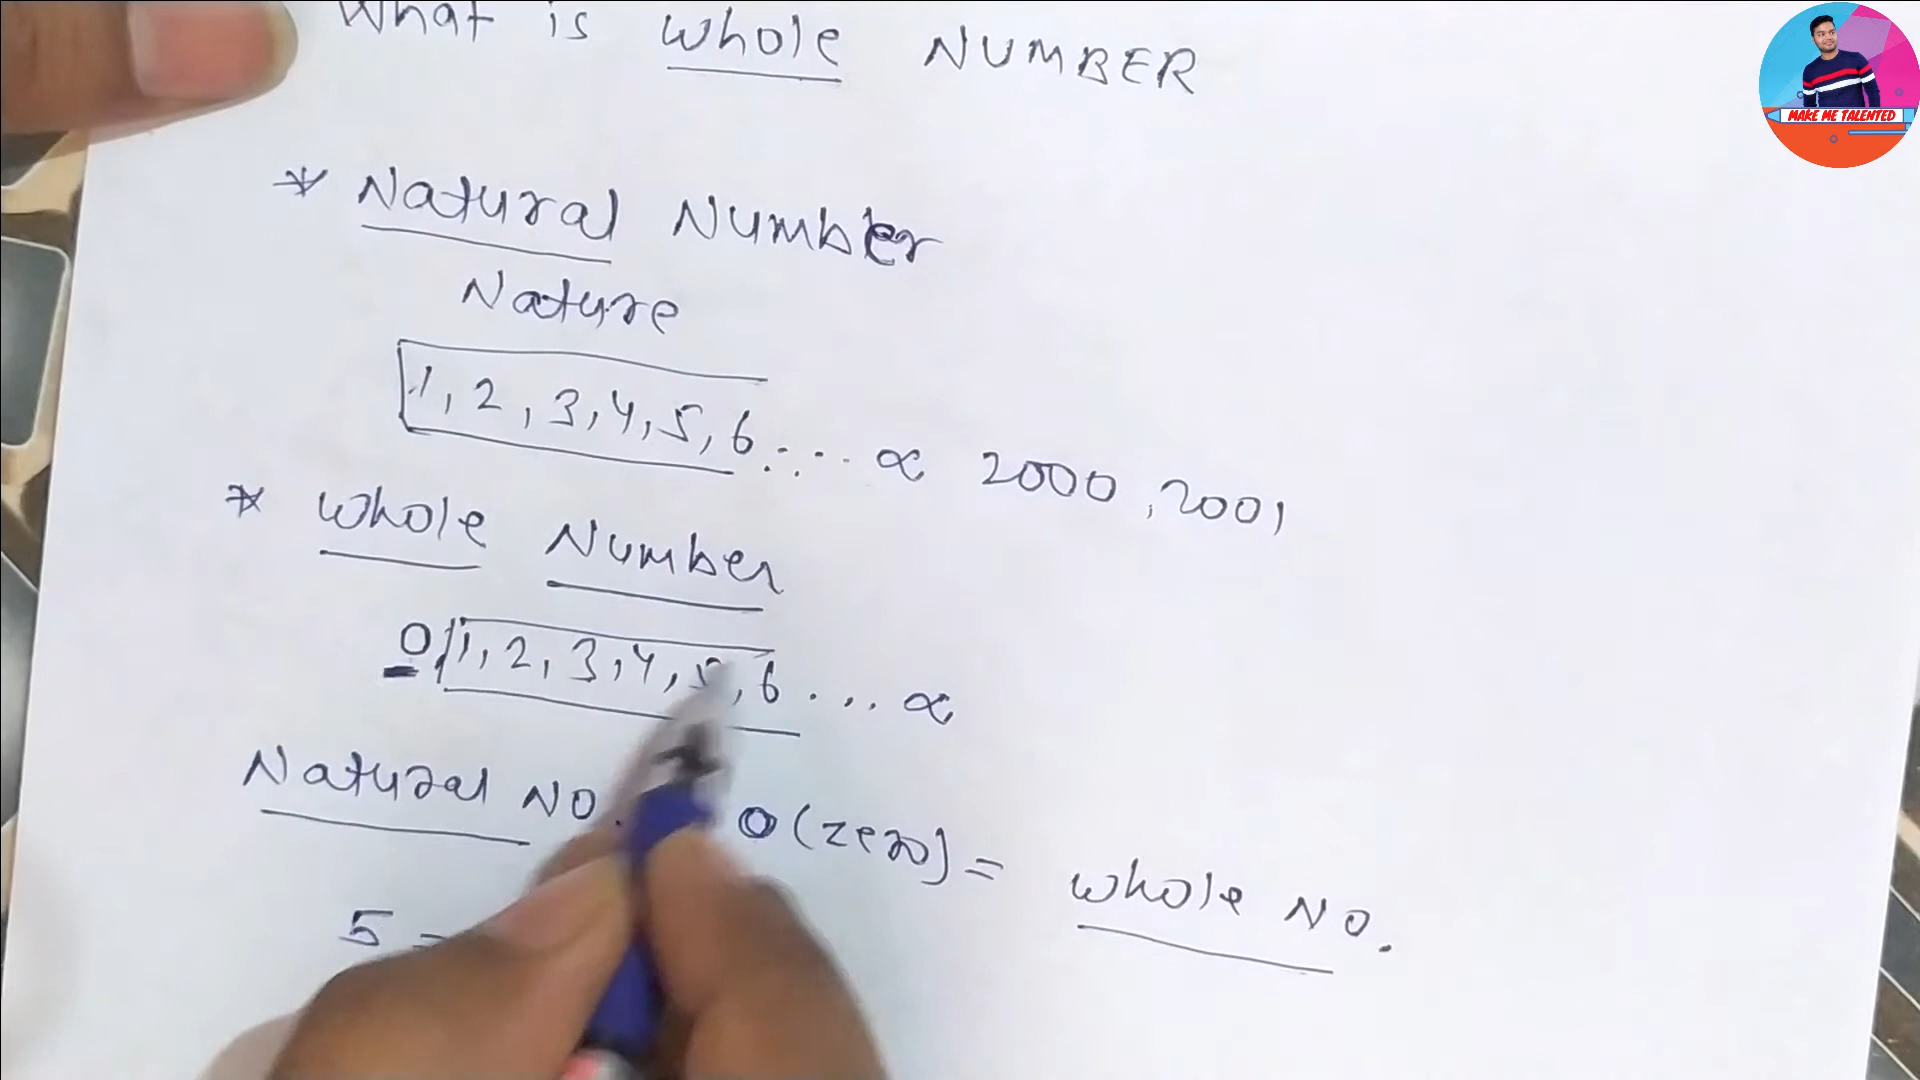 What is whole NUMBER
MAKE ME TALENTED
* Natural Number
Nature
1, 2, 3, 4, 5, 6 ..... ∝ 2000, 2001
* Whole Number
0, 1, 2, 3, 4, 5, 6 .... ∝
Natural NO. 0 (zero) = whole NO.
5 =